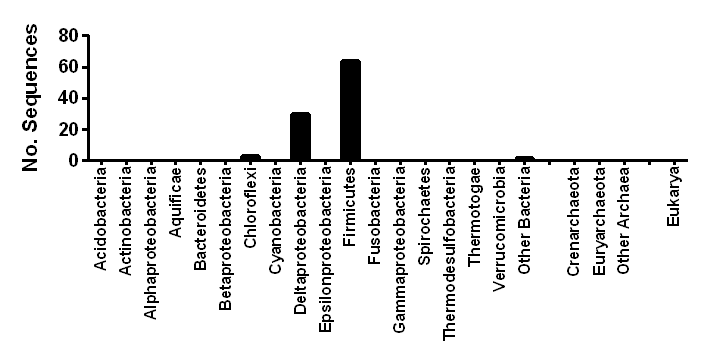 No. Sequences
80
60
40
20
0
Acidobacteria
Actinobacteria
Alphaproteobacteria
Aquificae
Bacteroidetes
Betaproteobacteria
Chloroflexi
Cyanobacteria
Deltaproteobacteria
Epsilonproteobacteria
Firmicutes
Fusobacteria
Gammaproteobacteria
Spirochaetes
Thermodesulfobacteria
Thermotogae
Verrucomicrobia
Other Bacteria
Crenarchaeota
Euryarchaeota
Other Archaea
Eukarya